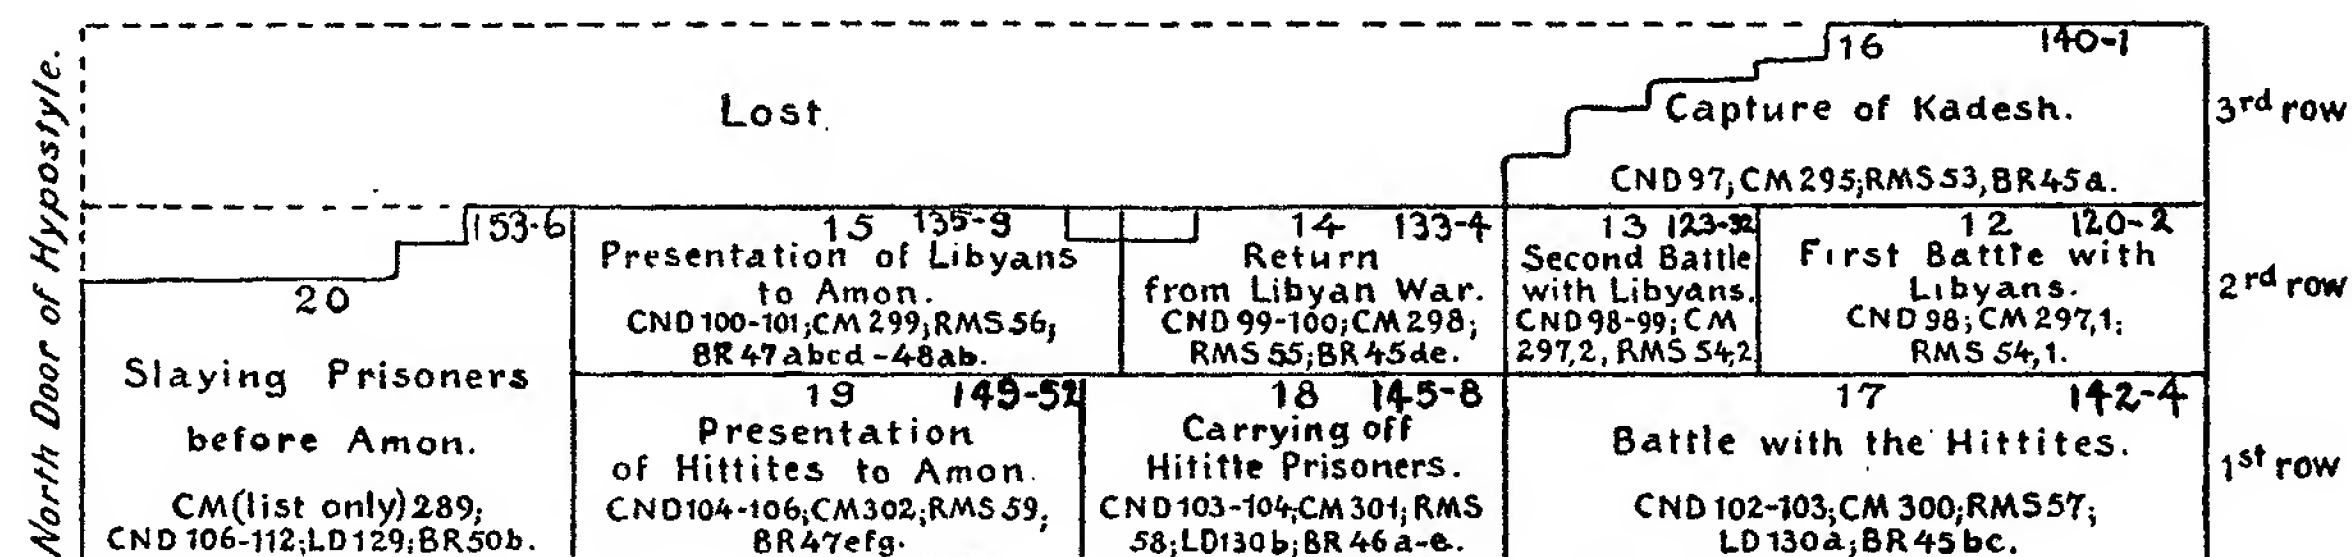 North Door of Hypostyle.
Lost.
16 140-1
Capture of Kadesh.
CND 97; CM 295; RMS 53, BR 45a.
3rd row
153-6
20
Slaying Prisoners
before Amon.
CM (list only) 289;
CND 106-112; LD 129; BR 50b.
15 135-9
Presentation of Libyans
to Amon.
CND 100-101; CM 299; RMS 56;
BR 47abcd-48ab.
14 133-4
Return
from Libyan War.
CND 99-100; CM 298;
RMS 55; BR 45de.
13 123-32
Second Battle
with Libyans.
CND 98-99; CM
297,2, RMS 54,2
12 120-2
First Battle with
Libyans.
CND 98; CM 297,1;
RMS 54,1.
2rd row
19 149-52
Presentation
of Hittites to Amon.
CND 104-106; CM 302; RMS 59;
BR 47efg.
18 145-8
Carrying off
Hititte Prisoners.
CND 103-104; CM 301; RMS
58; LD 130b; BR 46a-e.
17 142-4
Battle with the Hittites.
CND 102-103; CM 300; RMS 57;
LD 130a; BR 45bc.
1st row